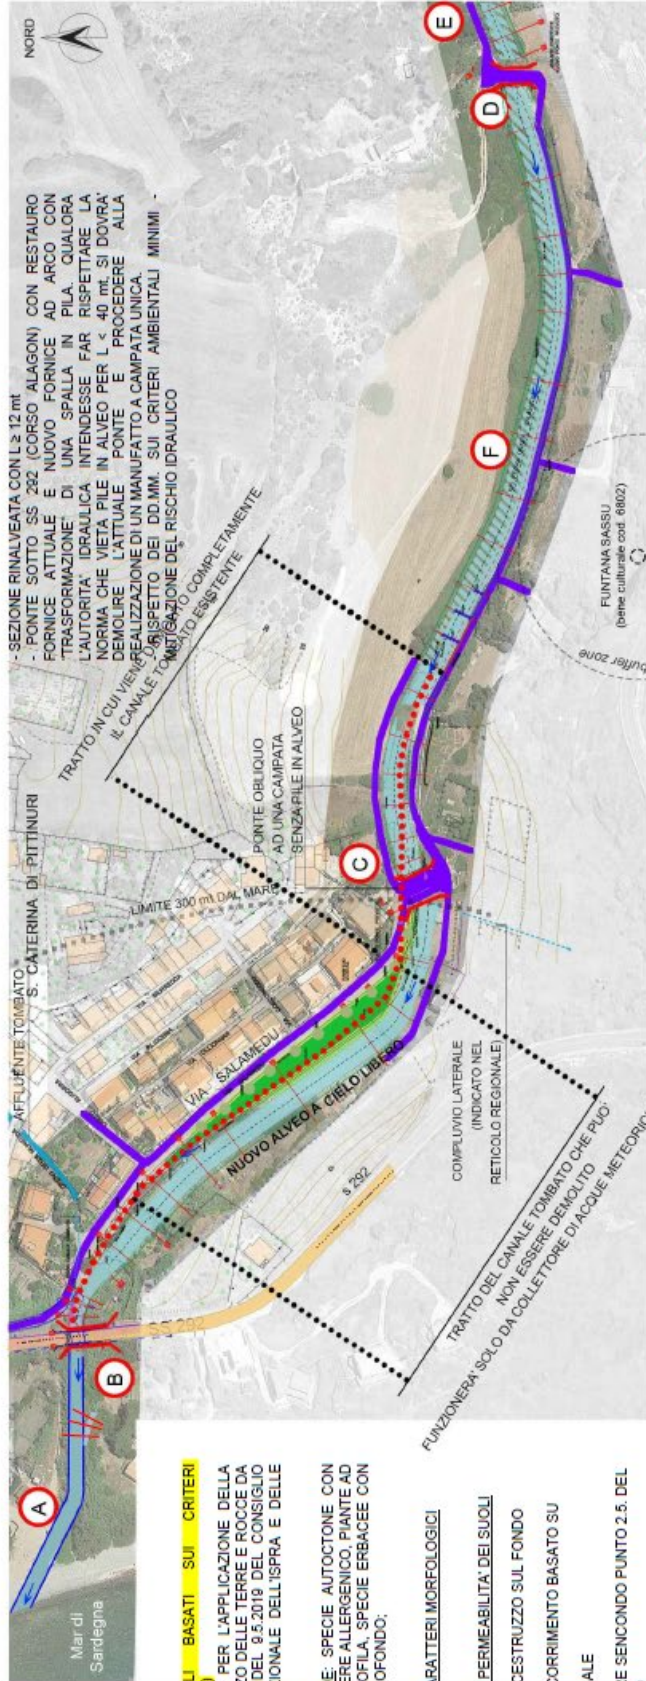 - SEZIONE RINALVEATA CON L ≥ 12 mt
- PONTE SOTTO SS 292 (CORSO ALAGON) CON RESTAURO
FORNICE ATTUALE E NUOVO FORNICE AD ARCO CON
"TRASFORMAZIONE" DI UNA SPALLA IN PILA. QUALORA
L'AUTORITA' IDRAULICA INTENDESSE FAR RISPETTARE LA
NORMA CHE VIETA PILE IN ALVEO PER L < 40 mt, SI DOVRA'
DEMOLIRE L'ATTUALE PONTE E PROCEDERE ALLA
REALIZZAZIONE DI UN MANUFATTO A CAMPATA UNICA.
RISPETTO DEI DD.MM. SUI CRITERI AMBIENTALI MINIMI -
MITIGAZIONE DEL RISCHIO IDRAULICO
NORD
AFFLUENTE TOMBATO
S. CATERINA DI PITTINURI
TRATTO IN CUI VIENE DEMOLITO COMPLETAMENTE
IL CANALE TOMBATO ESISTENTE
LIMITE 300 mt DAL MARE
PONTE OBLIQUO
AD UNA CAMPATA
SENZA PILE IN ALVEO
VIA SALAMEDU
NUOVO ALVEO A CIELO LIBERO
Mar di
Sardegna
A
B
C
D
E
F
SS 292
s 292
COMPLUVIO LATERALE
(INDICATO NEL
RETICOLO REGIONALE)
FUNTANA SASSU
(bene culturale cod. 6802)
buffer zone
TRATTO DEL CANALE TOMBATO CHE PUO'
NON ESSERE DEMOLITO
FUNZIONERA' SOLO DA COLLETTORE DI ACQUE METEORIC
LI BASATI SUI CRITERI
PER L'APPLICAZIONE DELLA
ZO DELLE TERRE E ROCCE DA
DEL 9.5.2019 DEL CONSIGLIO
IONALE DELL'ISPRA E DELLE
E: SPECIE AUTOCTONE CON
ERE ALLERGENICO, PIANTE AD
OFILA, SPECIE ERBACEE CON
OFONDO;
ARATTERI MORFOLOGICI
PERMEABILITA' DEI SUOLI
CESTRUZZO SUL FONDO
CORRIMENTO BASATO SU
ALE
RE SENCONDO PUNTO 2.5. DEL